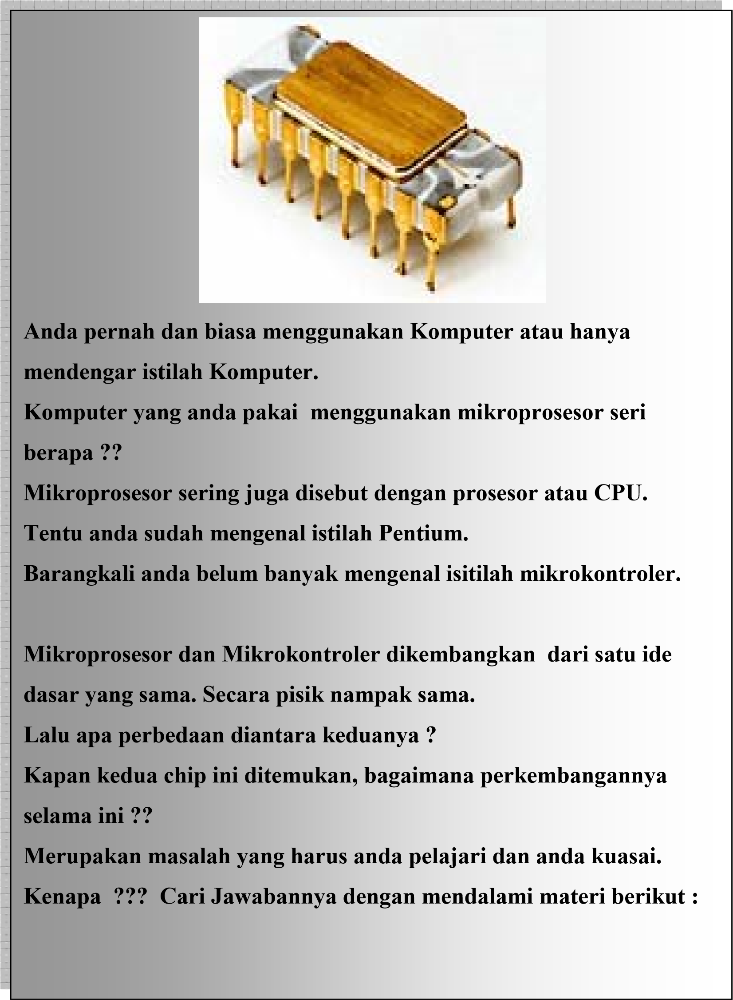 Anda pernah dan biasa menggunakan Komputer atau hanya
mendengar istilah Komputer.
Komputer yang anda pakai  menggunakan mikroprosesor seri
berapa ??
Mikroprosesor sering juga disebut dengan prosesor atau CPU.
Tentu anda sudah mengenal istilah Pentium.
Barangkali anda belum banyak mengenal isitilah mikrokontroler.
Mikroprosesor dan Mikrokontroler dikembangkan  dari satu ide
dasar yang sama. Secara pisik nampak sama.
Lalu apa perbedaan diantara keduanya ?
Kapan kedua chip ini ditemukan, bagaimana perkembangannya
selama ini ??
Merupakan masalah yang harus anda pelajari dan anda kuasai.
Kenapa  ???  Cari Jawabannya dengan mendalami materi berikut :